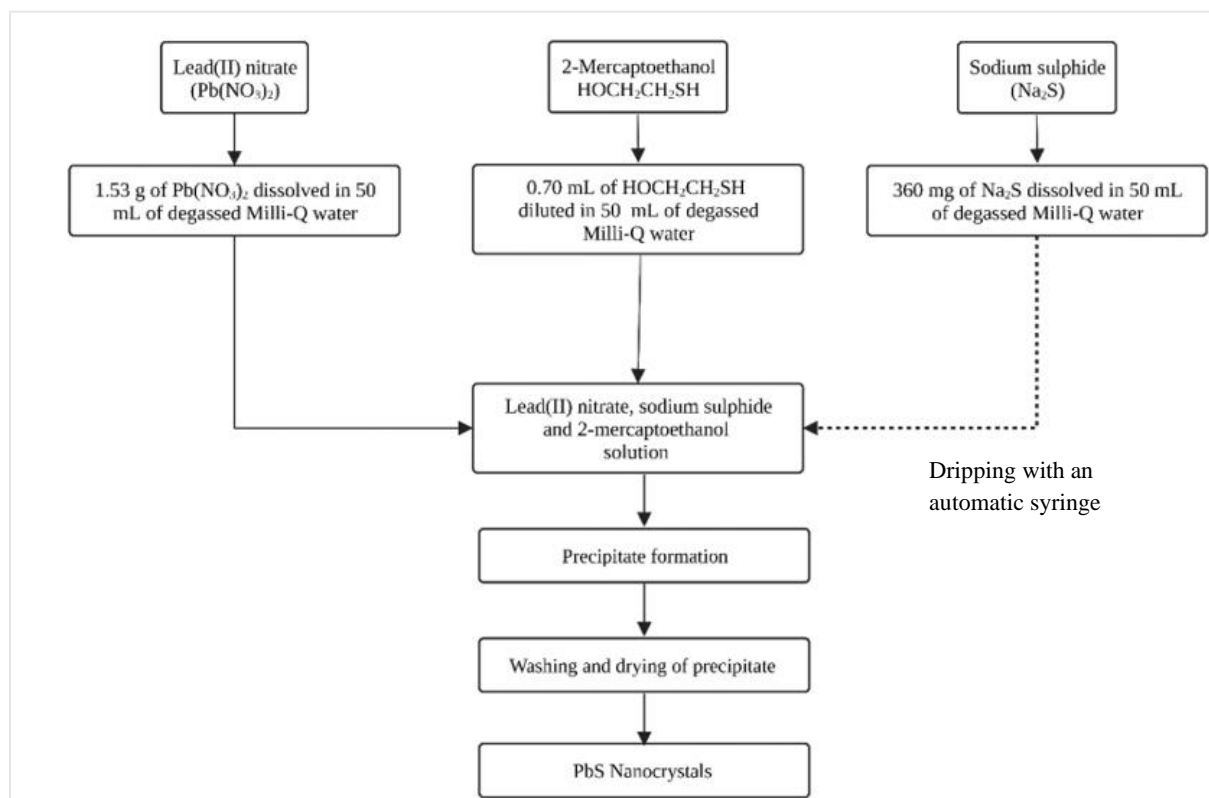 Lead(II) nitrate
(Pb(NO₃)₂)
2-Mercaptoethanol
HOCH₂CH₂SH
Sodium sulphide
(Na₂S)
1.53 g of Pb(NO₃)₂ dissolved in 50
mL of degassed Milli-Q water
0.70 mL of HOCH₂CH₂SH
diluted in 50 mL of degassed
Milli-Q water
360 mg of Na₂S dissolved in 50 mL
of degassed Milli-Q water
Lead(II) nitrate, sodium sulphide
and 2-mercaptoethanol
solution
Dripping with an
automatic syringe
Precipitate formation
Washing and drying of precipitate
PbS Nanocrystals